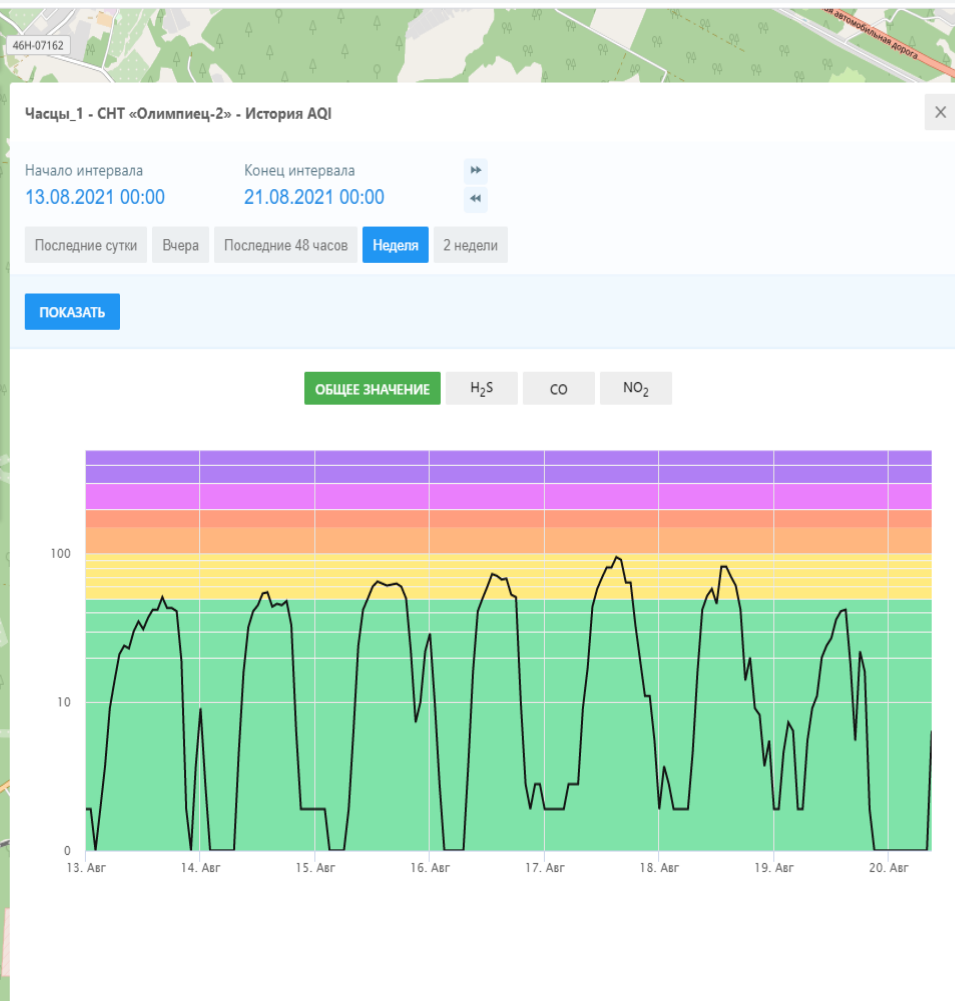 я автомобильная дорога
46Н-07162
Часцы_1 - СНТ «Олимпиец-2» - История AQI
Начало интервала Конец интервала
13.08.2021 00:00 21.08.2021 00:00
Последние сутки Вчера Последние 48 часов Неделя 2 недели
ПОКАЗАТЬ
ОБЩЕЕ ЗНАЧЕНИЕ H₂S CO NO₂
100
10
0
13. Авг 14. Авг 15. Авг 16. Авг 17. Авг 18. Авг 19. Авг 20. Авг